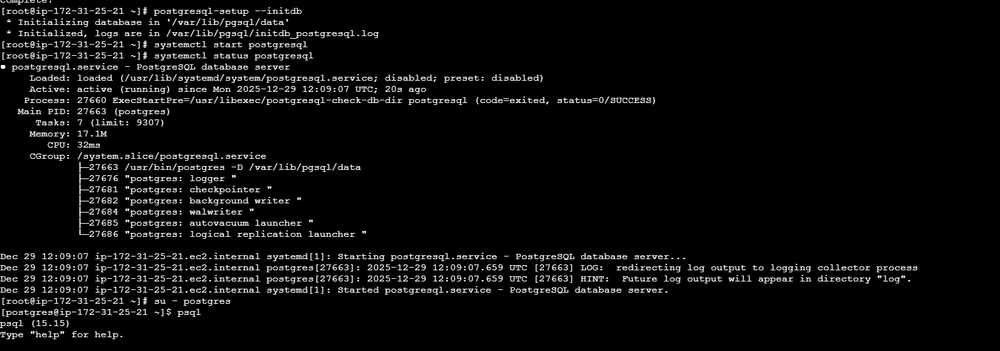 Complete!
[root@ip-172-31-25-21 ~]# postgresql-setup --initdb
 * Initializing database in '/var/lib/pgsql/data'
 * Initialized, logs are in /var/lib/pgsql/initdb_postgresql.log
[root@ip-172-31-25-21 ~]# systemctl start postgresql
[root@ip-172-31-25-21 ~]# systemctl status postgresql
● postgresql.service - PostgreSQL database server
     Loaded: loaded (/usr/lib/systemd/system/postgresql.service; disabled; preset: disabled)
     Active: active (running) since Mon 2025-12-29 12:09:07 UTC; 20s ago
    Process: 27660 ExecStartPre=/usr/libexec/postgresql-check-db-dir postgresql (code=exited, status=0/SUCCESS)
   Main PID: 27663 (postgres)
      Tasks: 7 (limit: 9307)
     Memory: 17.1M
        CPU: 32ms
     CGroup: /system.slice/postgresql.service
             ├─27663 /usr/bin/postgres -D /var/lib/pgsql/data
             ├─27676 "postgres: logger "
             ├─27681 "postgres: checkpointer "
             ├─27682 "postgres: background writer "
             ├─27684 "postgres: walwriter "
             ├─27685 "postgres: autovacuum launcher "
             └─27686 "postgres: logical replication launcher "

Dec 29 12:09:07 ip-172-31-25-21.ec2.internal systemd[1]: Starting postgresql.service - PostgreSQL database server...
Dec 29 12:09:07 ip-172-31-25-21.ec2.internal postgres[27663]: 2025-12-29 12:09:07.659 UTC [27663] LOG:  redirecting log output to logging collector process
Dec 29 12:09:07 ip-172-31-25-21.ec2.internal postgres[27663]: 2025-12-29 12:09:07.659 UTC [27663] HINT:  Future log output will appear in directory "log".
Dec 29 12:09:07 ip-172-31-25-21.ec2.internal systemd[1]: Started postgresql.service - PostgreSQL database server.
[root@ip-172-31-25-21 ~]# su - postgres
[postgres@ip-172-31-25-21 ~]$ psql
psql (15.15)
Type "help" for help.